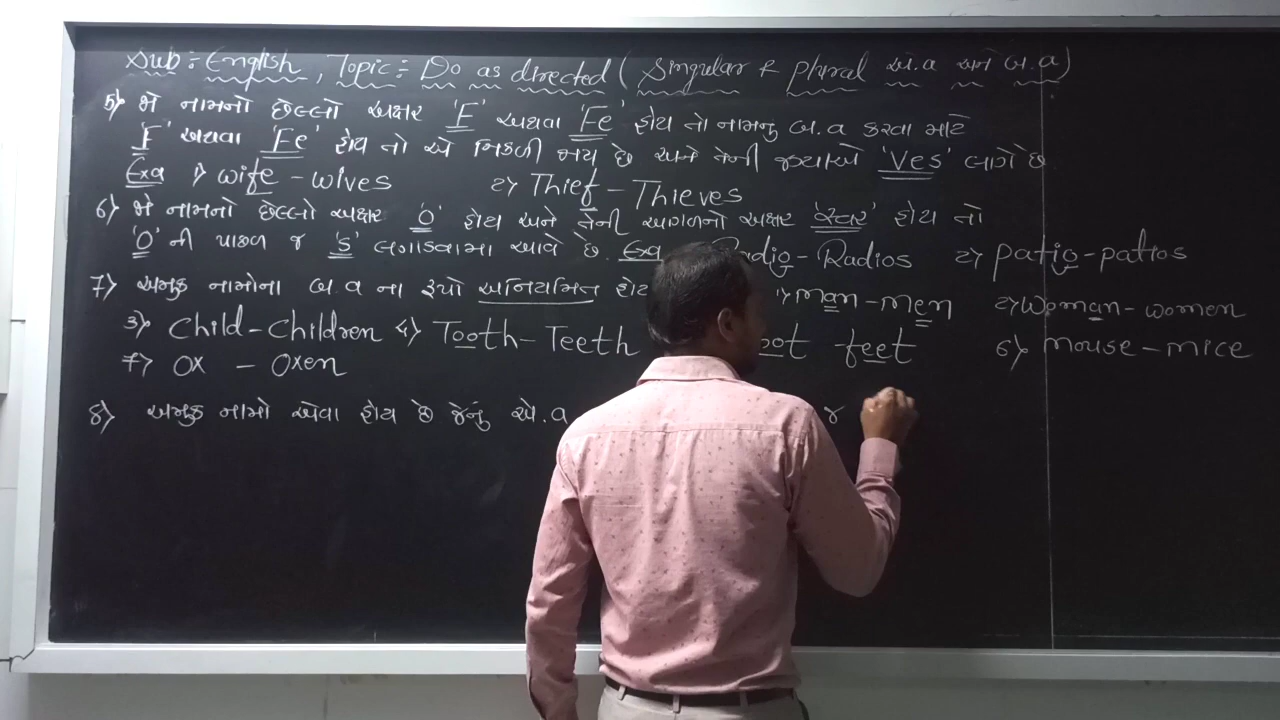 Sub:- English, Topic:- Do as directed ( Singular & plural એ.વ અને બ.વ )
5) જે નામનો છેલ્લો અક્ષર 'F' અથવા 'Fe' હોય તો નામનું બ.વ કરવા માટે
'F' અથવા 'Fe' હોય તો એ નિકળી જાય છે અને તેની જગ્યાએ 'Ves' લાગે છે
Exa 1) wife - wives 2) Thief - Thieves
6) જે નામનો છેલ્લો અક્ષર 'O' હોય અને તેની આગળનો અક્ષર 'સ્વર' હોય તો
'O' ની પાછળ જ 'S' લગાડવામા આવે છે. Exa Radio - Radios 2) patio - patios
7) અમુક નામોના બ.વ ના રૂપો અનિયમિત હોય 1) man - men 2) woman - women
3) Child - Children 4) Tooth - Teeth feet 6) mouse - mice
7) Ox - Oxen
8) અમુક નામો એવા હોય છે જેનું એ.વ જ